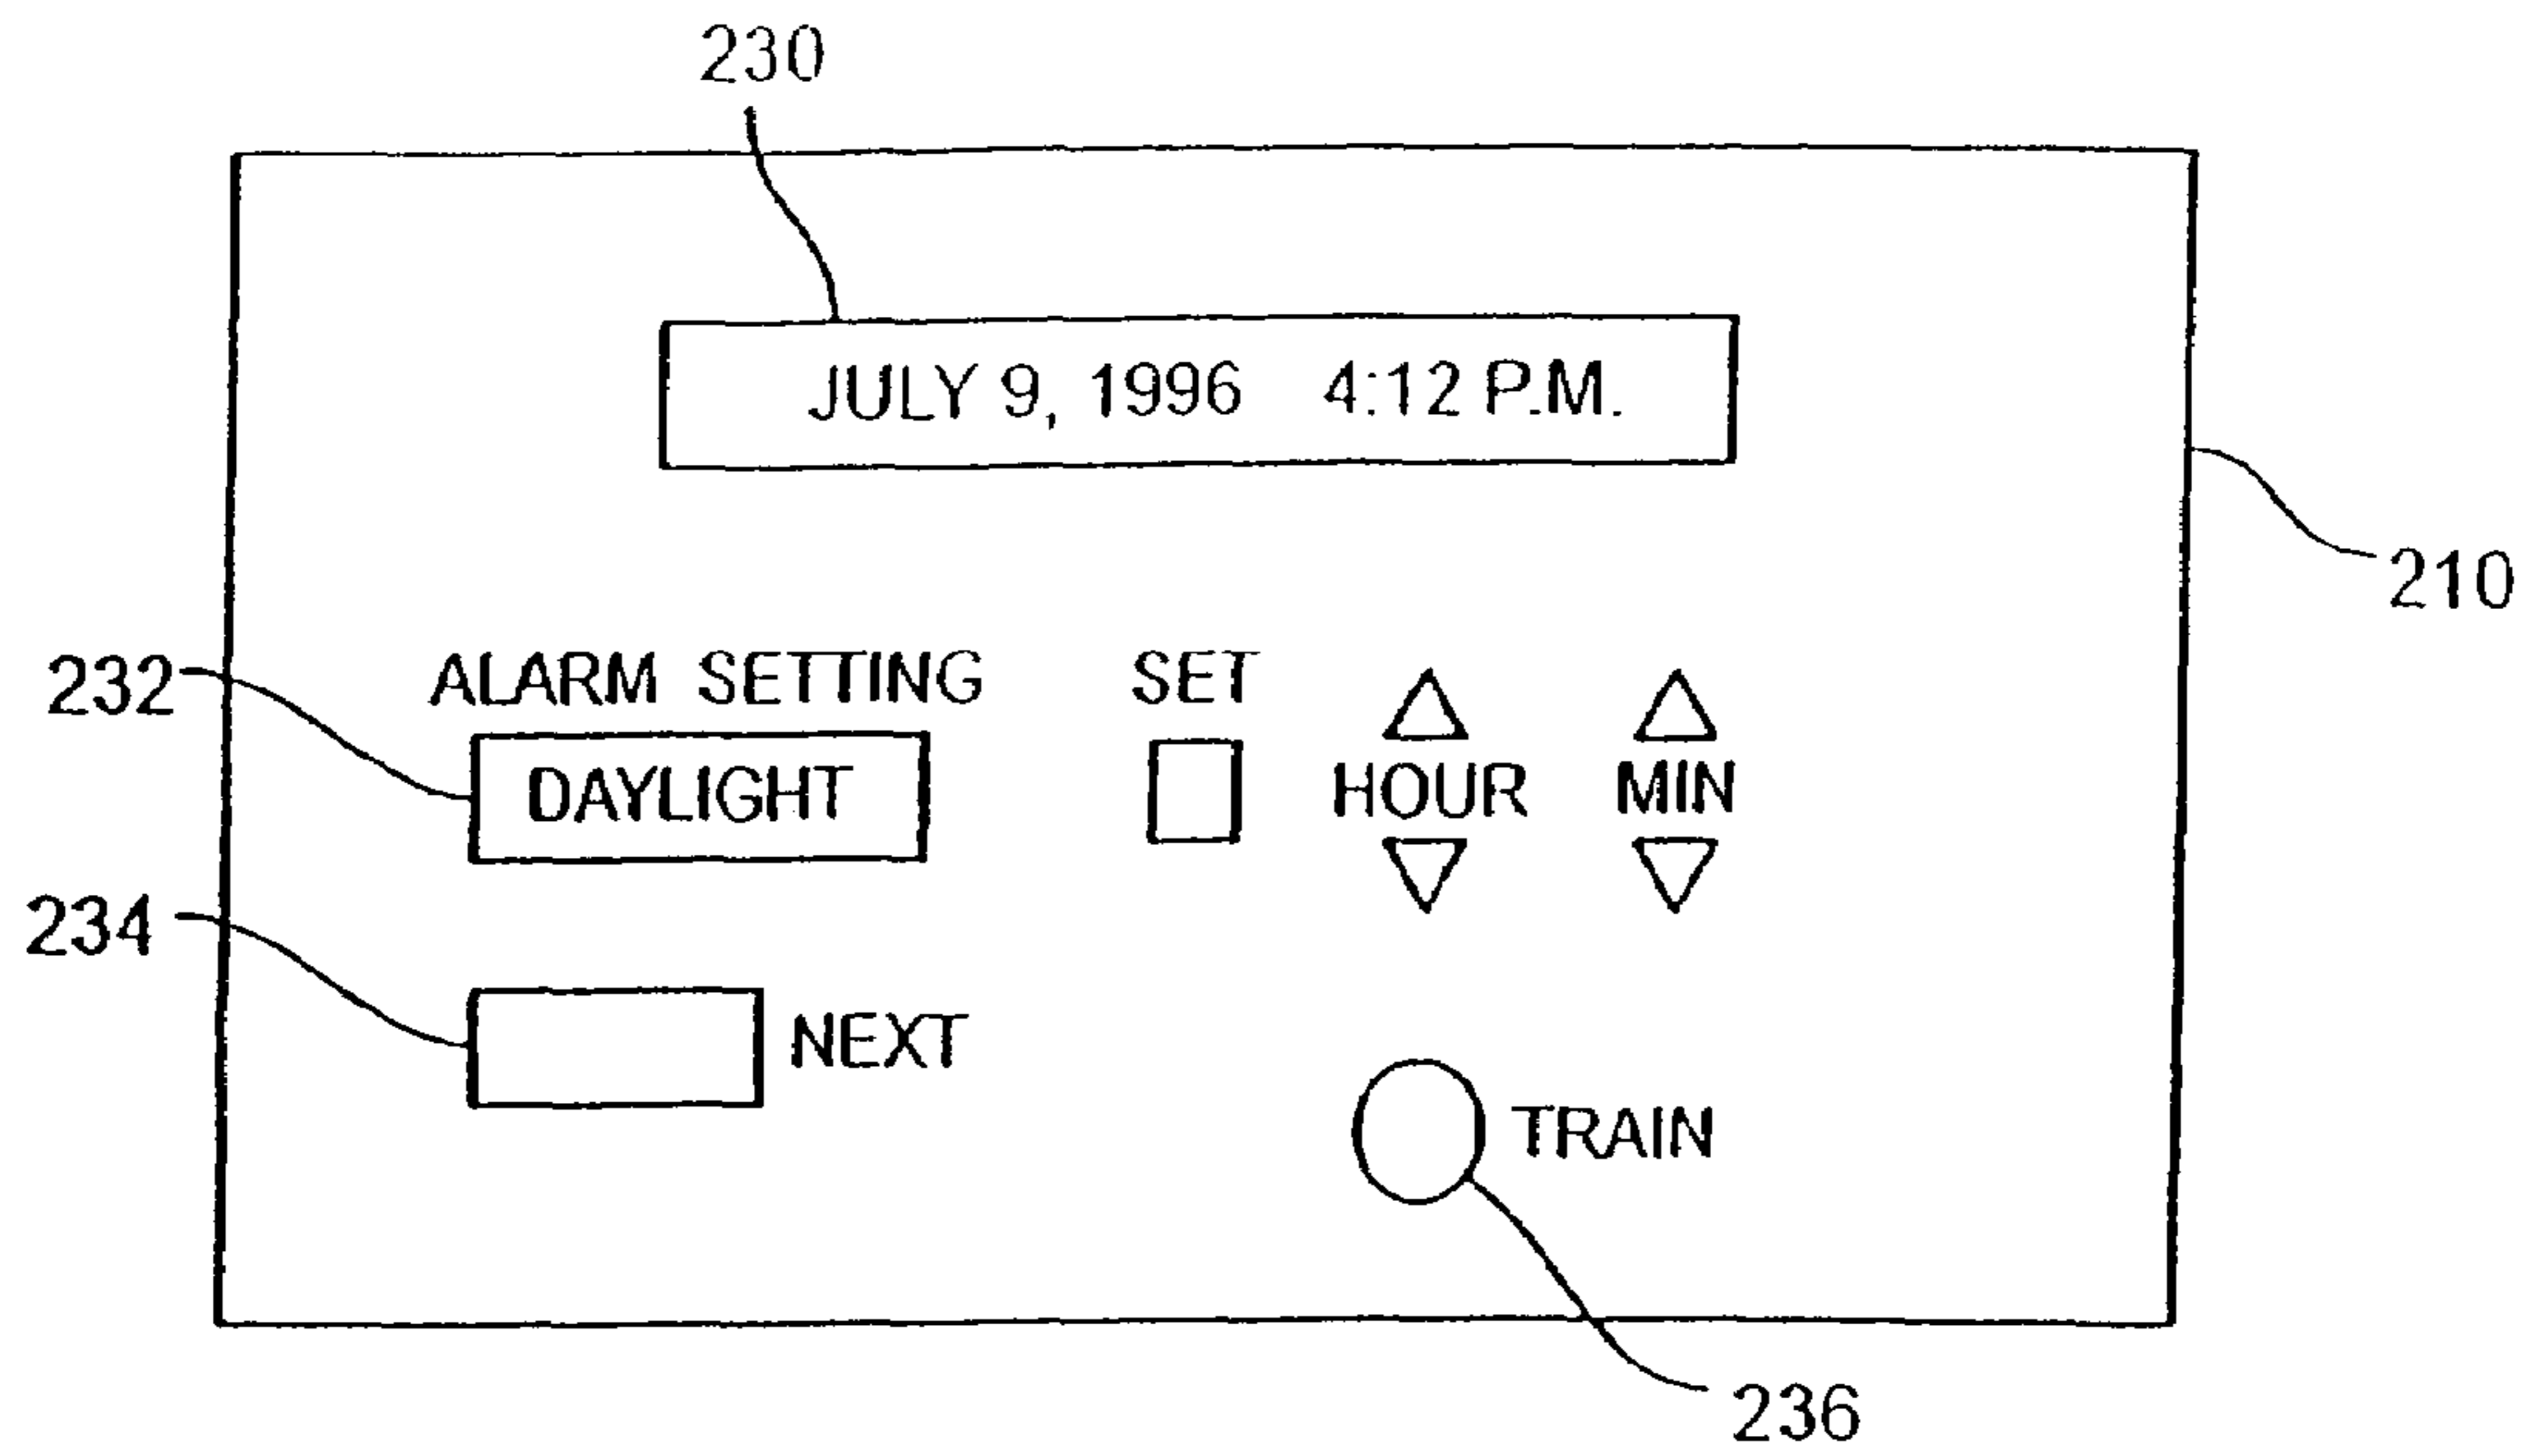 230
JULY 9, 1996 4:12 P.M.
210
232 ALARM SETTING SET
DAYLIGHT HOUR MIN
234
NEXT
TRAIN
236